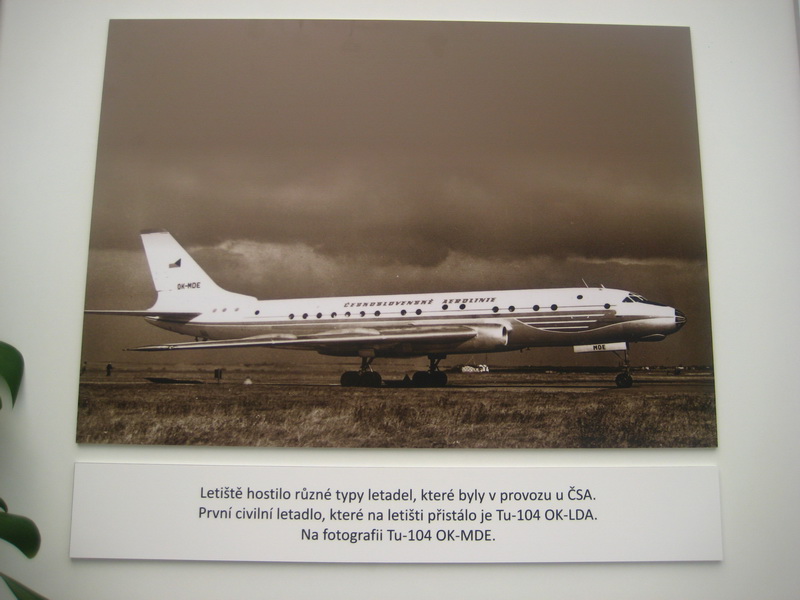 OK-MDE
ČESKOSLOVENSKÉ AEROLINIE
MDE
Letiště hostilo různé typy letadel, které byly v provozu u ČSA.
První civilní letadlo, které na letišti přistálo je Tu-104 OK-LDA.
Na fotografii Tu-104 OK-MDE.